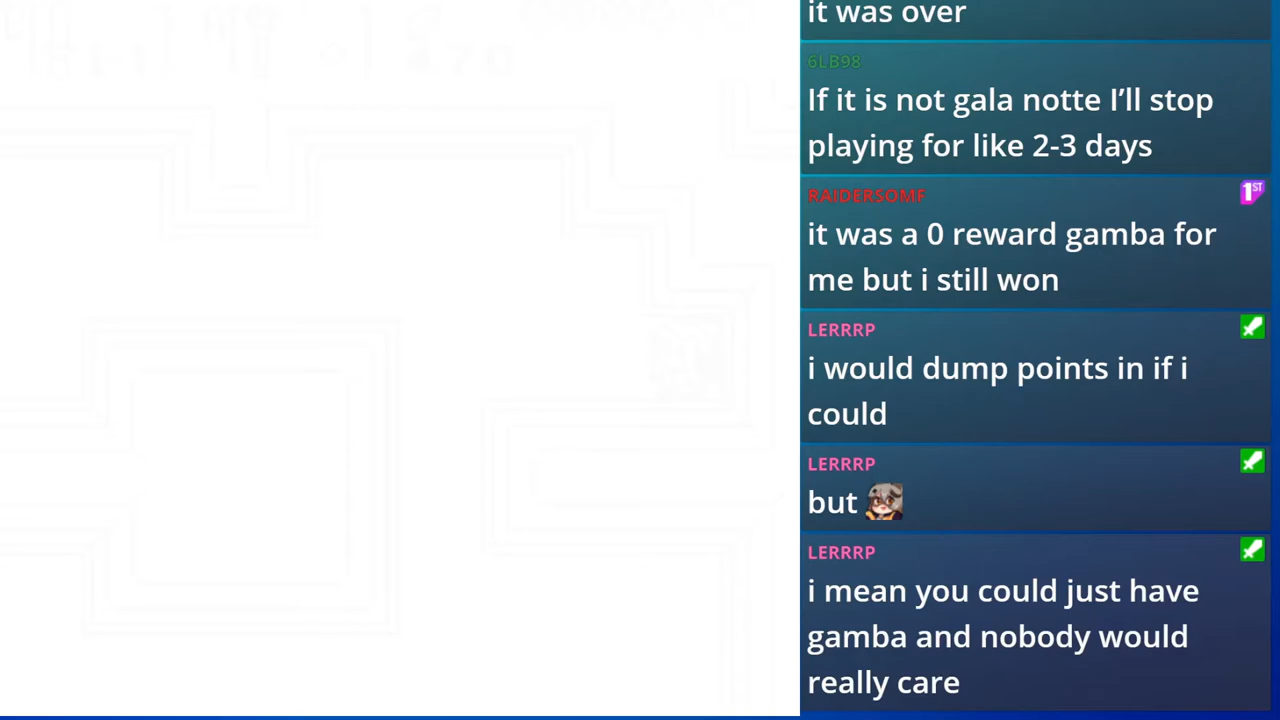 it was over
6LB98
If it is not gala notte I’ll stop
playing for like 2-3 days
RAIDERSOMF
1ST
it was a 0 reward gamba for
me but i still won
LERRRP
i would dump points in if i
could
LERRRP
but
LERRRP
i mean you could just have
gamba and nobody would
really care